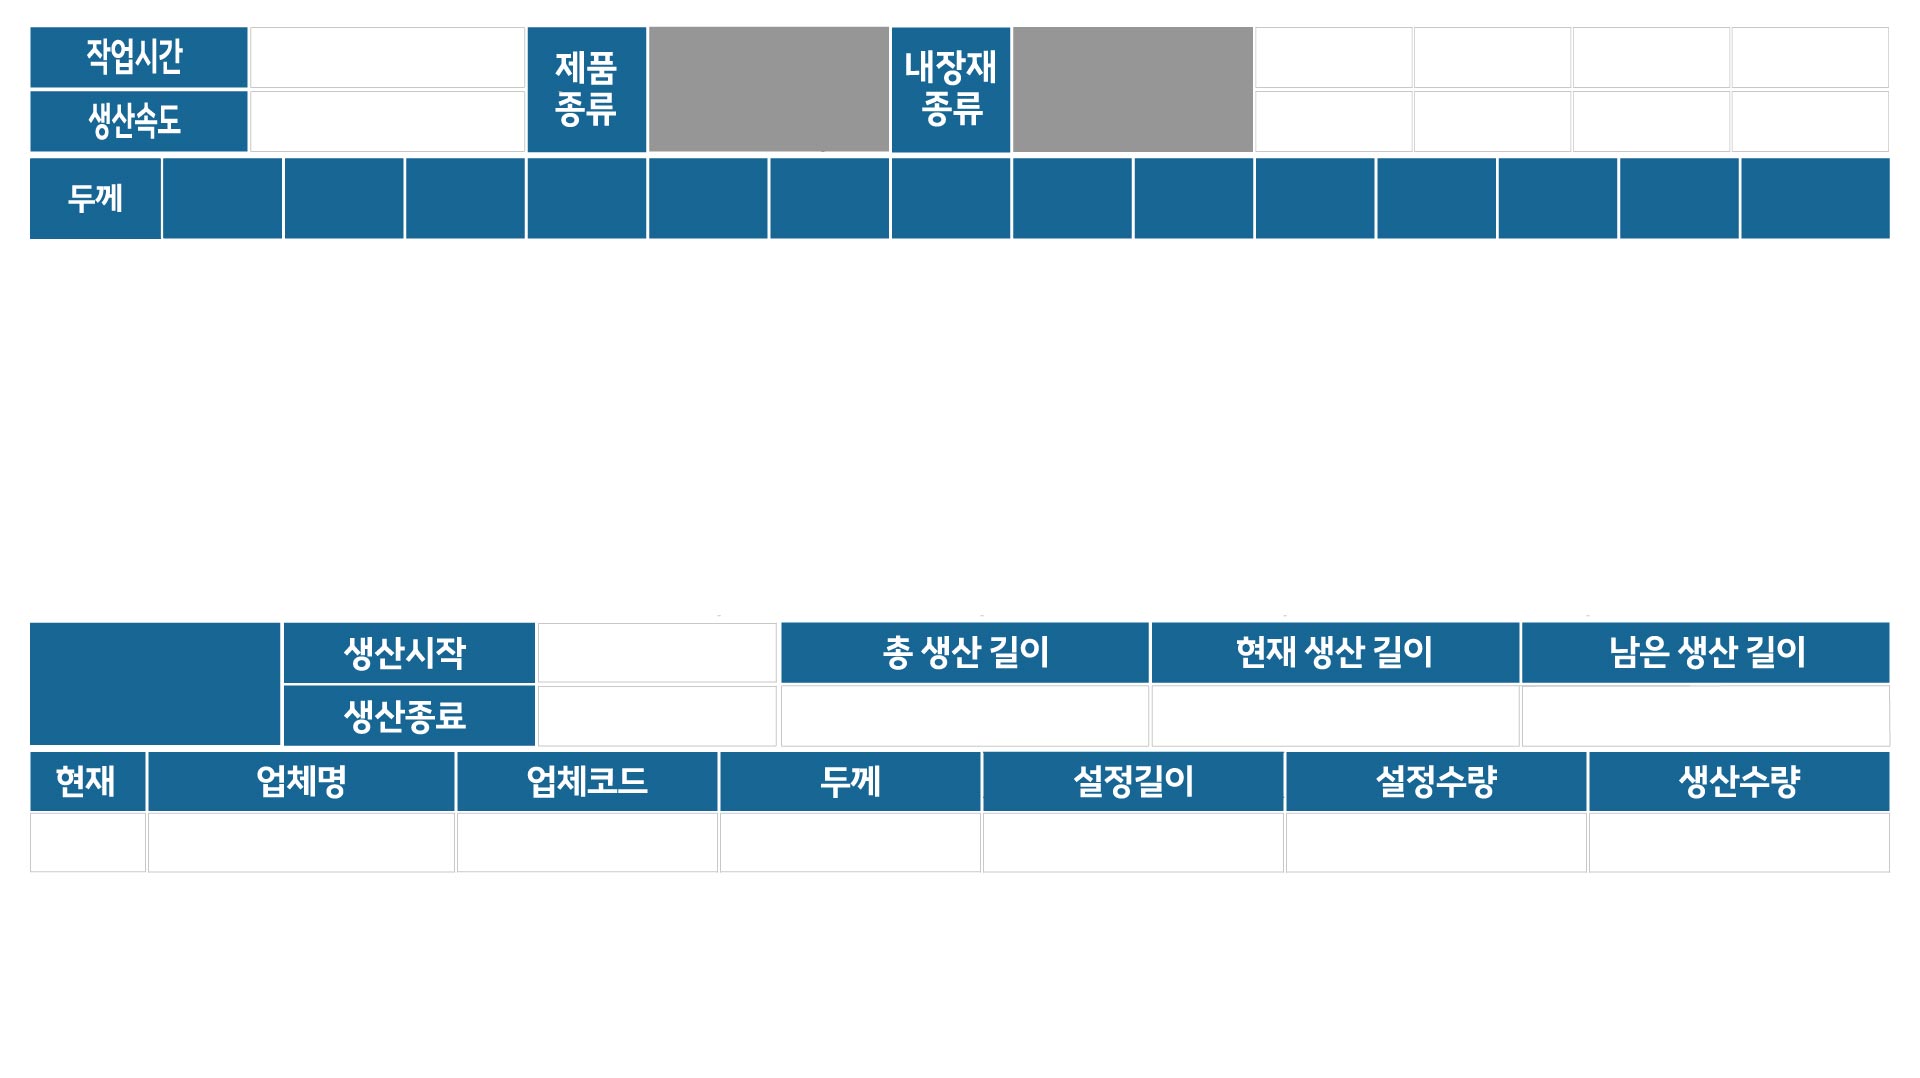 작업시간
제품
종류
내장재
종류
생산속도
두께
생산시작
총 생산 길이
현재 생산 길이
남은 생산 길이
생산종료
현재
업체명
업체코드
두께
설정길이
설정수량
생산수량